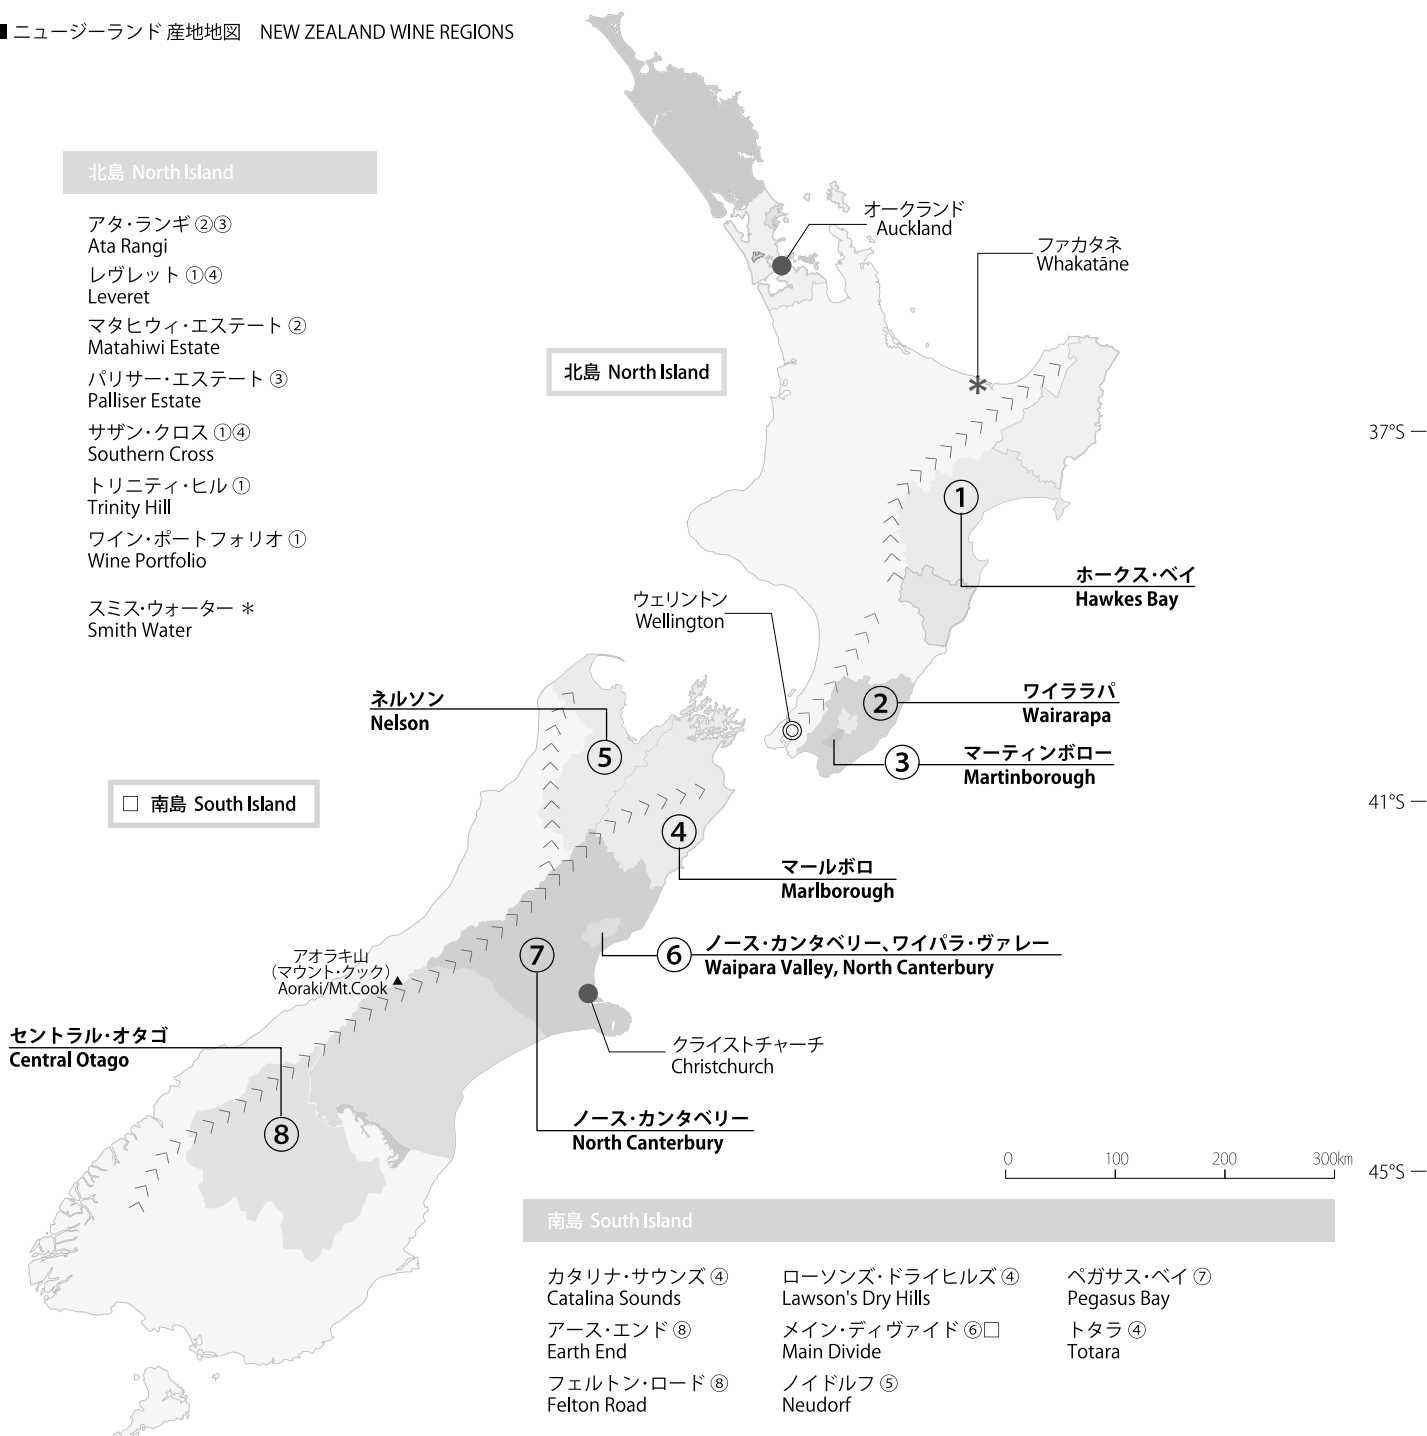 ■ ニュージーランド 産地地図　NEW ZEALAND WINE REGIONS
北島 North Island
アタ・ランギ ②③
Ata Rangi
レヴレット ①④
Leveret
マタヒウィ・エステート ②
Matahiwi Estate
パリサー・エステート ③
Palliser Estate
サザン・クロス ①④
Southern Cross
トリニティ・ヒル ①
Trinity Hill
ワイン・ポートフォリオ ①
Wine Portfolio
スミス・ウォーター ＊
Smith Water
オークランド
Auckland
ファカタネ
Whakatāne
＊
北島 North Island
37°S
①
ホークス・ベイ
Hawkes Bay
ウェリントン
Wellington
②
ワイララパ
Wairarapa
③
マーティンボロー
Martinborough
ネルソン
Nelson
⑤
□ 南島 South Island
41°S
④
マールボロ
Marlborough
⑥
ノース・カンタベリー、ワイパラ・ヴァレー
Waipara Valley, North Canterbury
⑦
アオラキ山
（マウント・クック）
Aoraki/Mt.Cook
クライストチャーチ
Christchurch
セントラル・オタゴ
Central Otago
⑧
ノース・カンタベリー
North Canterbury
0 100 200 300km
45°S
南島 South Island
カタリナ・サウンズ ④
Catalina Sounds
アース・エンド ⑧
Earth End
フェルトン・ロード ⑧
Felton Road
ローソンズ・ドライヒルズ ④
Lawson's Dry Hills
メイン・ディヴァイド ⑥□
Main Divide
ノイドルフ ⑤
Neudorf
ペガサス・ベイ ⑦
Pegasus Bay
トタラ ④
Totara